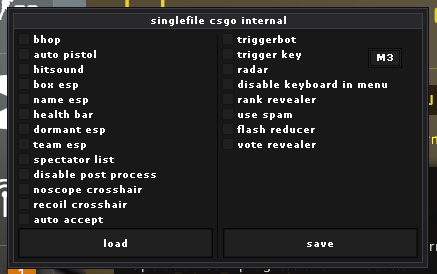 singlefile csgo internal
bhop
auto pistol
hitsound
box esp
name esp
health bar
dormant esp
team esp
spectator list
disable post process
noscope crosshair
recoil crosshair
auto accept
triggerbot
trigger key
M3
radar
disable keyboard in menu
rank revealer
use spam
flash reducer
vote revealer
load
save